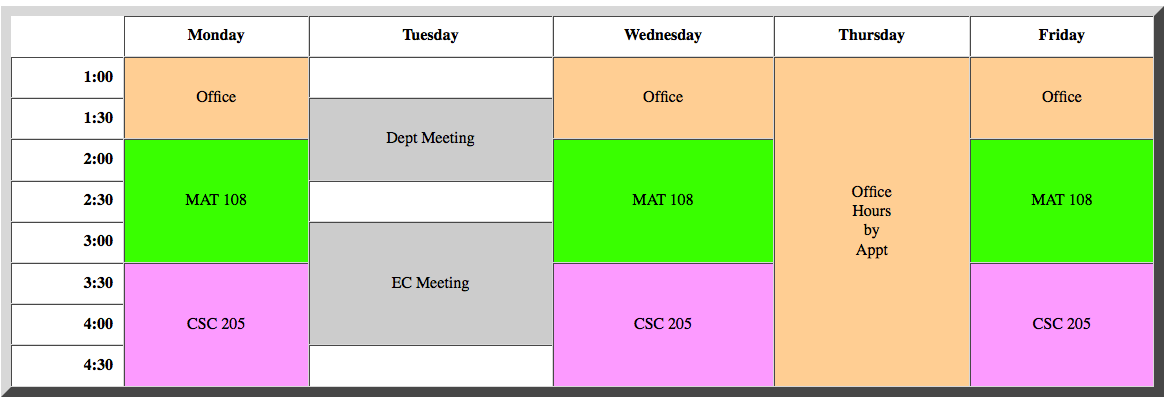 Monday Tuesday Wednesday Thursday Friday
1:00
Office Office Office
1:30
Dept Meeting
2:00
2:30
MAT 108 MAT 108 MAT 108
Office
Hours
by
Appt
3:00
3:30
EC Meeting
4:00
CSC 205 CSC 205 CSC 205
4:30